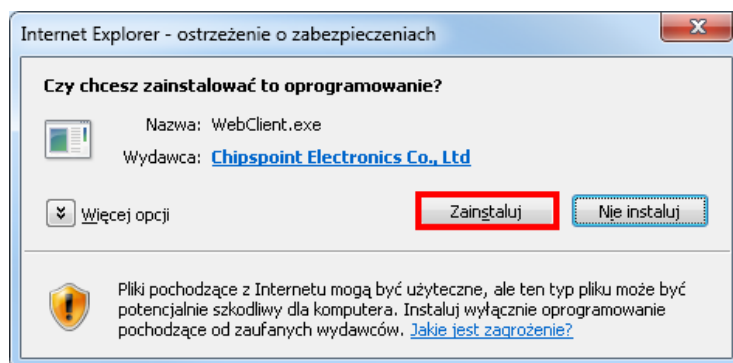 Internet Explorer - ostrzeżenie o zabezpieczeniach
Czy chcesz zainstalować to oprogramowanie?
Nazwa: WebClient.exe
Wydawca: Chipspoint Electronics Co., Ltd
Więcej opcji
Zainstaluj
Nie instaluj
Pliki pochodzące z Internetu mogą być użyteczne, ale ten typ pliku może być
potencjalnie szkodliwy dla komputera. Instaluj wyłącznie oprogramowanie
pochodzące od zaufanych wydawców. Jakie jest zagrożenie?